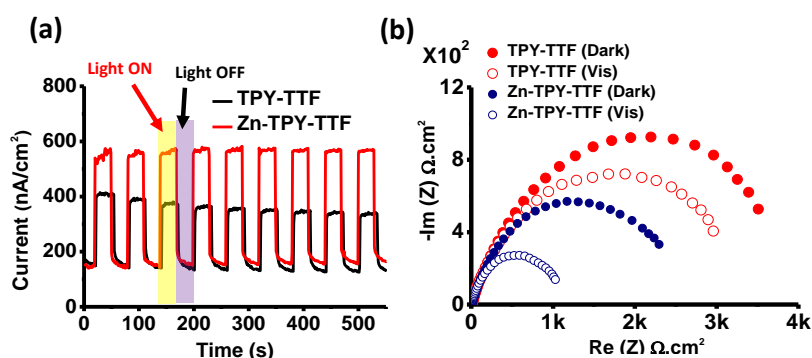 (a)
Light ON
Light OFF
TPY-TTF
Zn-TPY-TTF
Current (nA/cm²)
800
600
400
200
0
0
100
200
300
400
500
Time (s)
(b)
X10²
TPY-TTF (Dark)
TPY-TTF (Vis)
Zn-TPY-TTF (Dark)
Zn-TPY-TTF (Vis)
-Im (Z) Ω.cm²
12
8
4
0
0
1k
2k
3k
4k
Re (Z) Ω.cm²